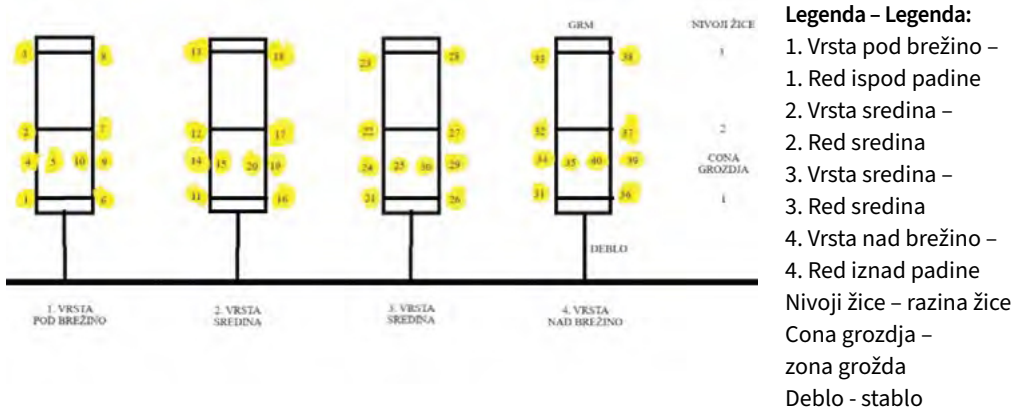 GRM
NIVOJI ŽICE
3 8 13 18 23 28 33 38 3
2 7 12 17 22 27 32 37 2
4 5 10 9 14 15 20 19 24 25 30 29 34 35 40 39
CONA
GROZDJA
1 6 11 16 21 26 31 36 1
DEBLO
1. VRSTA
POD BREŽINO
2. VRSTA
SREDINA
3. VRSTA
SREDINA
4. VRSTA
NAD BREŽINO
Legenda – Legenda:
1. Vrsta pod brežino –
1. Red ispod padine
2. Vrsta sredina –
2. Red sredina
3. Vrsta sredina –
3. Red sredina
4. Vrsta nad brežino –
4. Red iznad padine
Nivoji žice – razina žice
Cona grozdja –
zona grožda
Deblo - stablo